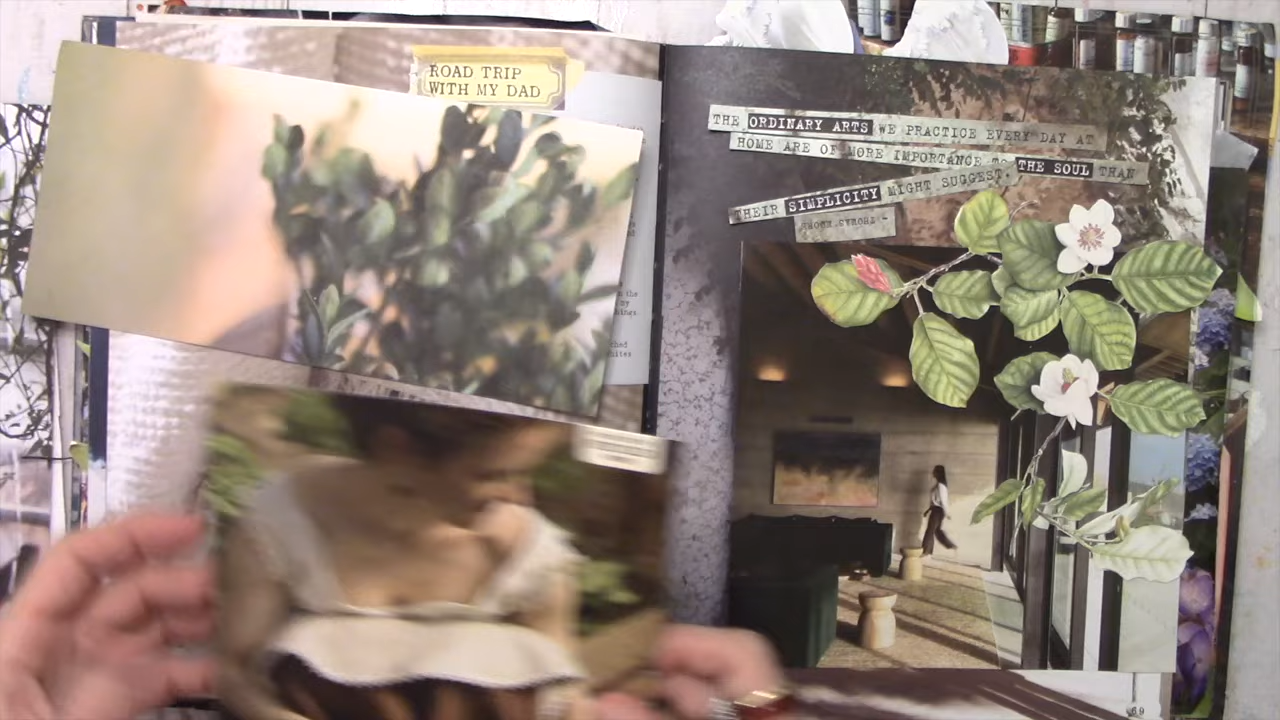 ROAD TRIP
WITH MY DAD
THE ORDINARY ARTS WE PRACTICE EVERY DAY AT
HOME ARE OF MORE IMPORTANCE TO THE SOUL THAN
THEIR SIMPLICITY MIGHT SUGGEST.
69